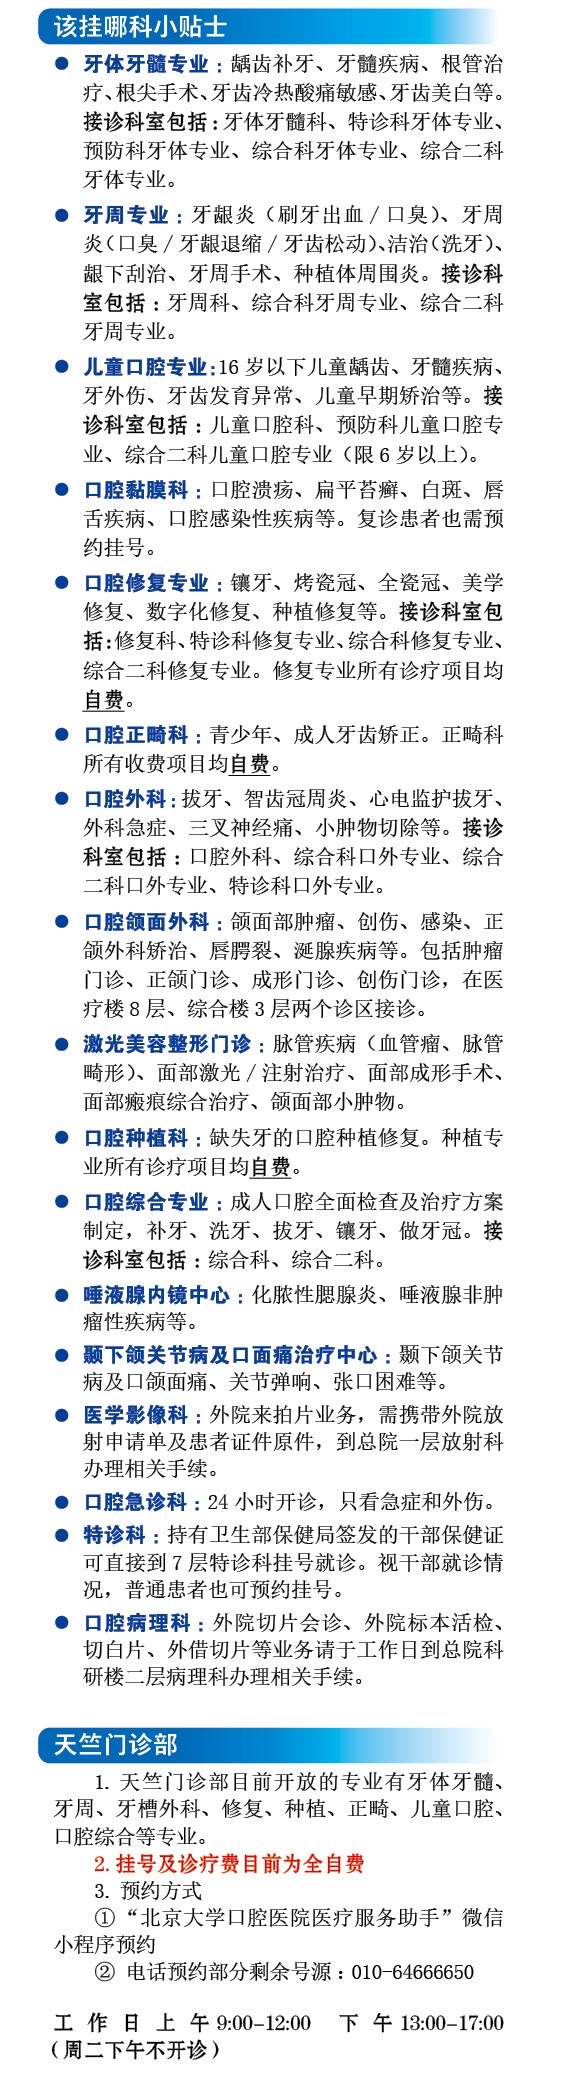 该挂哪科小贴士
● 牙体牙髓专业：龋齿补牙、牙髓疾病、根管治
疗、根尖手术、牙齿冷热酸痛敏感、牙齿美白等。
接诊科室包括：牙体牙髓科、特诊科牙体专业、
预防科牙体专业、综合科牙体专业、综合二科
牙体专业。
● 牙周专业：牙龈炎（刷牙出血/口臭）、牙周
炎（口臭/牙龈退缩/牙齿松动）、洁治（洗牙）、
龈下刮治、牙周手术、种植体周围炎。接诊科
室包括：牙周科、综合科牙周专业、综合二科
牙周专业。
● 儿童口腔专业：16 岁以下儿童龋齿、牙髓疾病、
牙外伤、牙齿发育异常、儿童早期矫治等。接
诊科室包括：儿童口腔科、预防科儿童口腔专
业、综合二科儿童口腔专业（限 6 岁以上）。
● 口腔黏膜科：口腔溃疡、扁平苔癣、白斑、唇
舌疾病、口腔感染性疾病等。复诊患者也需预
约挂号。
● 口腔修复专业：镶牙、烤瓷冠、全瓷冠、美学
修复、数字化修复、种植修复等。接诊科室包
括：修复科、特诊科修复专业、综合科修复专业、
综合二科修复专业。修复专业所有诊疗项目均
自费。
● 口腔正畸科：青少年、成人牙齿矫正。正畸科
所有收费项目均自费。
● 口腔外科：拔牙、智齿冠周炎、心电监护拔牙、
外科急症、三叉神经痛、小肿物切除等。接诊
科室包括：口腔外科、综合科口外专业、综合
二科口外专业、特诊科口外专业。
● 口腔颌面外科：颌面部肿瘤、创伤、感染、正
颌外科矫治、唇腭裂、涎腺疾病等。包括肿瘤
门诊、正颌门诊、成形门诊、创伤门诊，在医
疗楼 8 层、综合楼 3 层两个诊区接诊。
● 激光美容整形门诊：脉管疾病（血管瘤、脉管
畸形）、面部激光/注射治疗、面部成形手术、
面部瘢痕综合治疗、颌面部小肿物。
● 口腔种植科：缺失牙的口腔种植修复。种植专
业所有诊疗项目均自费。
● 口腔综合专业：成人口腔全面检查及治疗方案
制定，补牙、洗牙、拔牙、镶牙、做牙冠。接
诊科室包括：综合科、综合二科。
● 唾液腺内镜中心：化脓性腮腺炎、唾液腺非肿
瘤性疾病等。
● 颞下颌关节病及口面痛治疗中心：颞下颌关节
病及口颌面痛、关节弹响、张口困难等。
● 医学影像科：外院来拍片业务，需携带外院放
射申请单及患者证件原件，到总院一层放射科
办理相关手续。
● 口腔急诊科：24 小时开诊，只看急症和外伤。
● 特诊科：持有卫生部保健局签发的干部保健证
可直接到 7 层特诊科挂号就诊。视干部就诊情
况，普通患者也可预约挂号。
● 口腔病理科：外院切片会诊、外院标本活检、
切白片、外借切片等业务请于工作日到总院科
研楼二层病理科办理相关手续。
天竺门诊部
1. 天竺门诊部目前开放的专业有牙体牙髓、
牙周、牙槽外科、修复、种植、正畸、儿童口腔、
口腔综合等专业。
2. 挂号及诊疗费目前为全自费
3. 预约方式
①“北京大学口腔医院医疗服务助手”微信
小程序预约
② 电话预约部分剩余号源：010-64666650
工作日上午 9:00-12:00 下午 13:00-17:00
（周二下午不开诊）